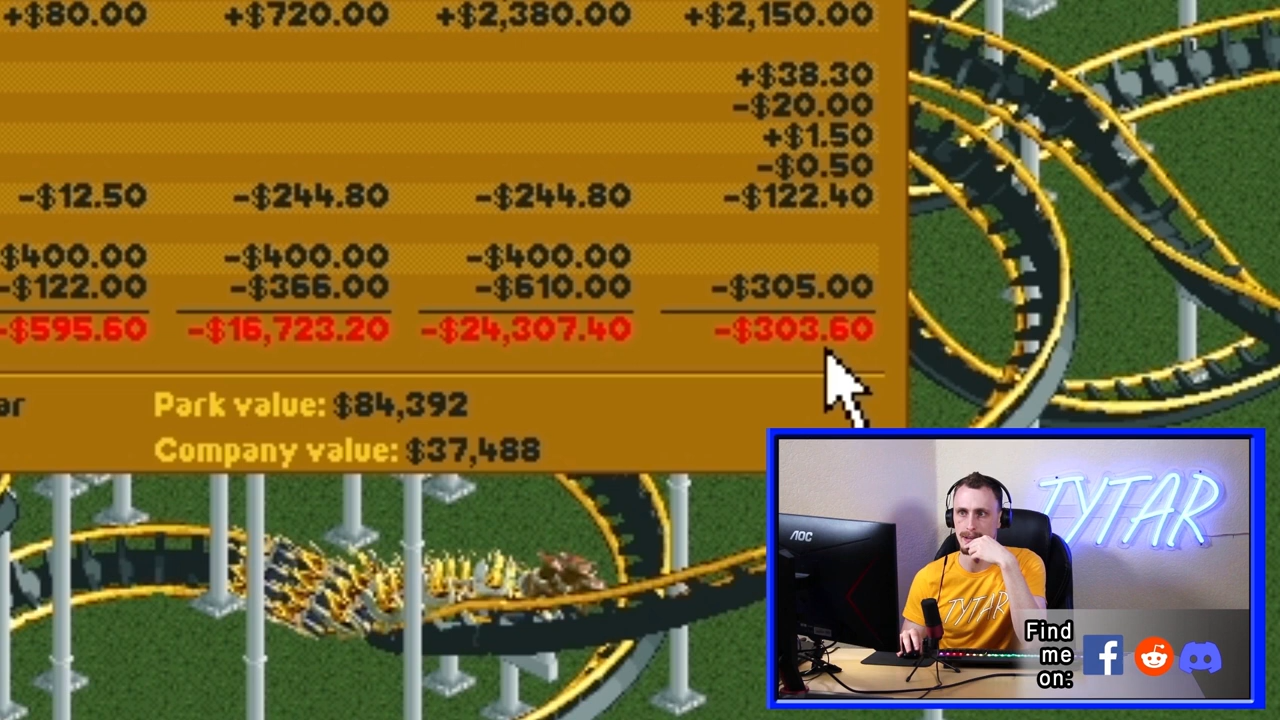 +$80.00 +$720.00 +$2,380.00 +$2,150.00
+$38.30
-$20.00
+$1.50
-$0.50
-$12.50 -$244.80 -$244.80 -$122.40
$400.00 -$400.00 -$400.00
-$122.00 -$366.00 -$610.00 -$305.00
-$595.60 -$16,723.20 -$24,307.40 -$303.60
ar Park value: $84,392
Company value: $37,488
TYTAR
AOC
TYTAR
Find
me
on: